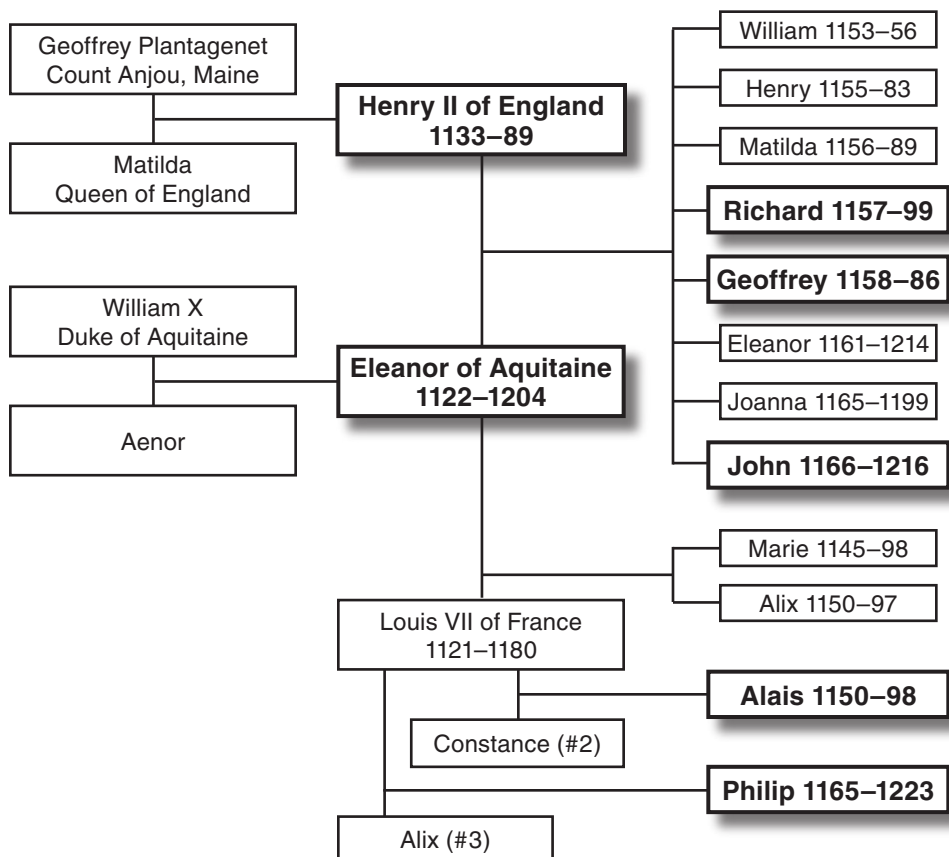 Geoffrey Plantagenet
Count Anjou, Maine
Matilda
Queen of England
Henry II of England
1133–89
William X
Duke of Aquitaine
Aenor
Eleanor of Aquitaine
1122–1204
William 1153–56
Henry 1155–83
Matilda 1156–89
Richard 1157–99
Geoffrey 1158–86
Eleanor 1161–1214
Joanna 1165–1199
John 1166–1216
Marie 1145–98
Alix 1150–97
Louis VII of France
1121–1180
Alais 1150–98
Constance (#2)
Philip 1165–1223
Alix (#3)